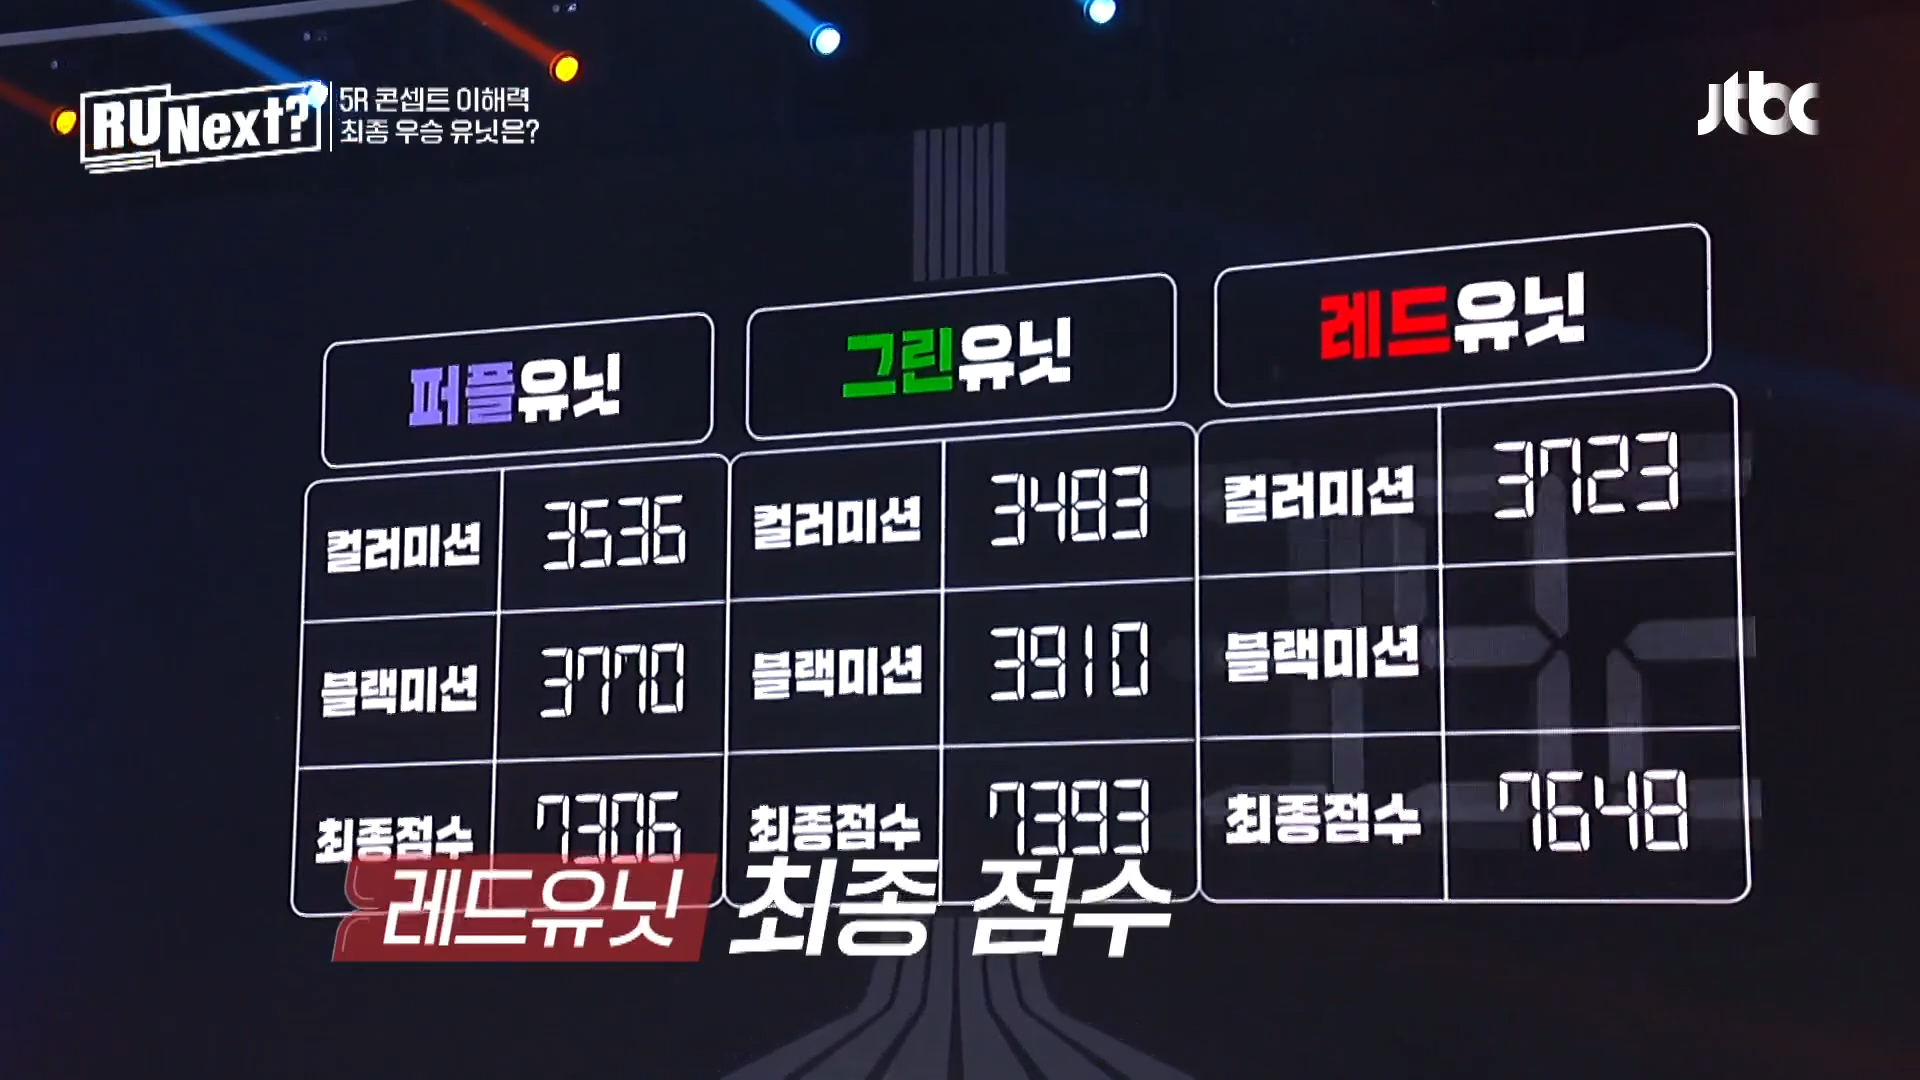 RU Next?
5R 콘셉트 이해력
최종 우승 유닛은?
jtbc
퍼플유닛
컬러미션 3536
블랙미션 3770
최종점수 7306
그린유닛
컬러미션 3483
블랙미션 3910
최종점수 7393
레드유닛
컬러미션 3723
블랙미션
최종점수 7648
레드유닛 최종 점수